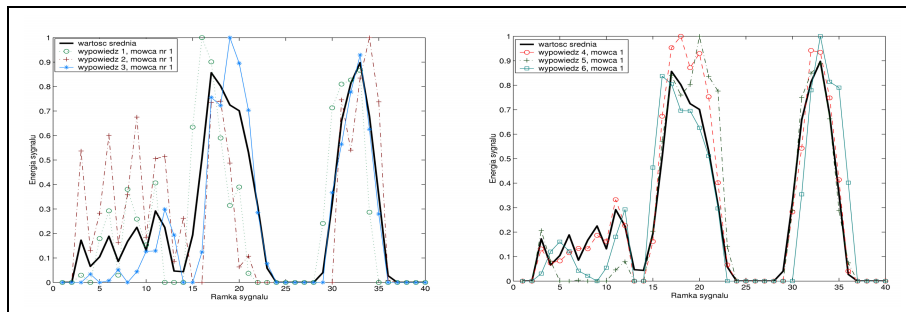 wartosc srednia
wypowiedz 1, mowca nr 1
wypowiedz 2, mowca nr 1
wypowiedz 3, mowca nr 1
Energia sygnalu
1
0.9
0.8
0.7
0.6
0.5
0.4
0.3
0.2
0.1
0
0 5 10 15 20 25 30 35 40
Ramka sygnalu
wartosc srednia
wypowiedz 4, mowca 1
wypowiedz 5, mowca 1
wypowiedz 6, mowca 1
Energia sygnalu
1
0.9
0.8
0.7
0.6
0.5
0.4
0.3
0.2
0.1
0
0 5 10 15 20 25 30 35 40
Ramka sygnalu